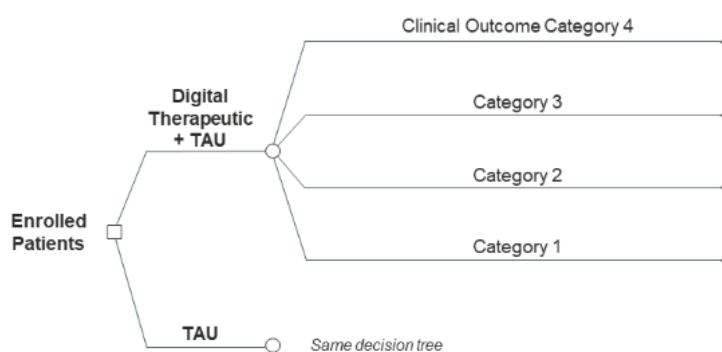 Clinical Outcome Category 4
Digital
Therapeutic
+ TAU
Category 3
Category 2
Enrolled
Patients
Category 1
TAU
Same decision tree